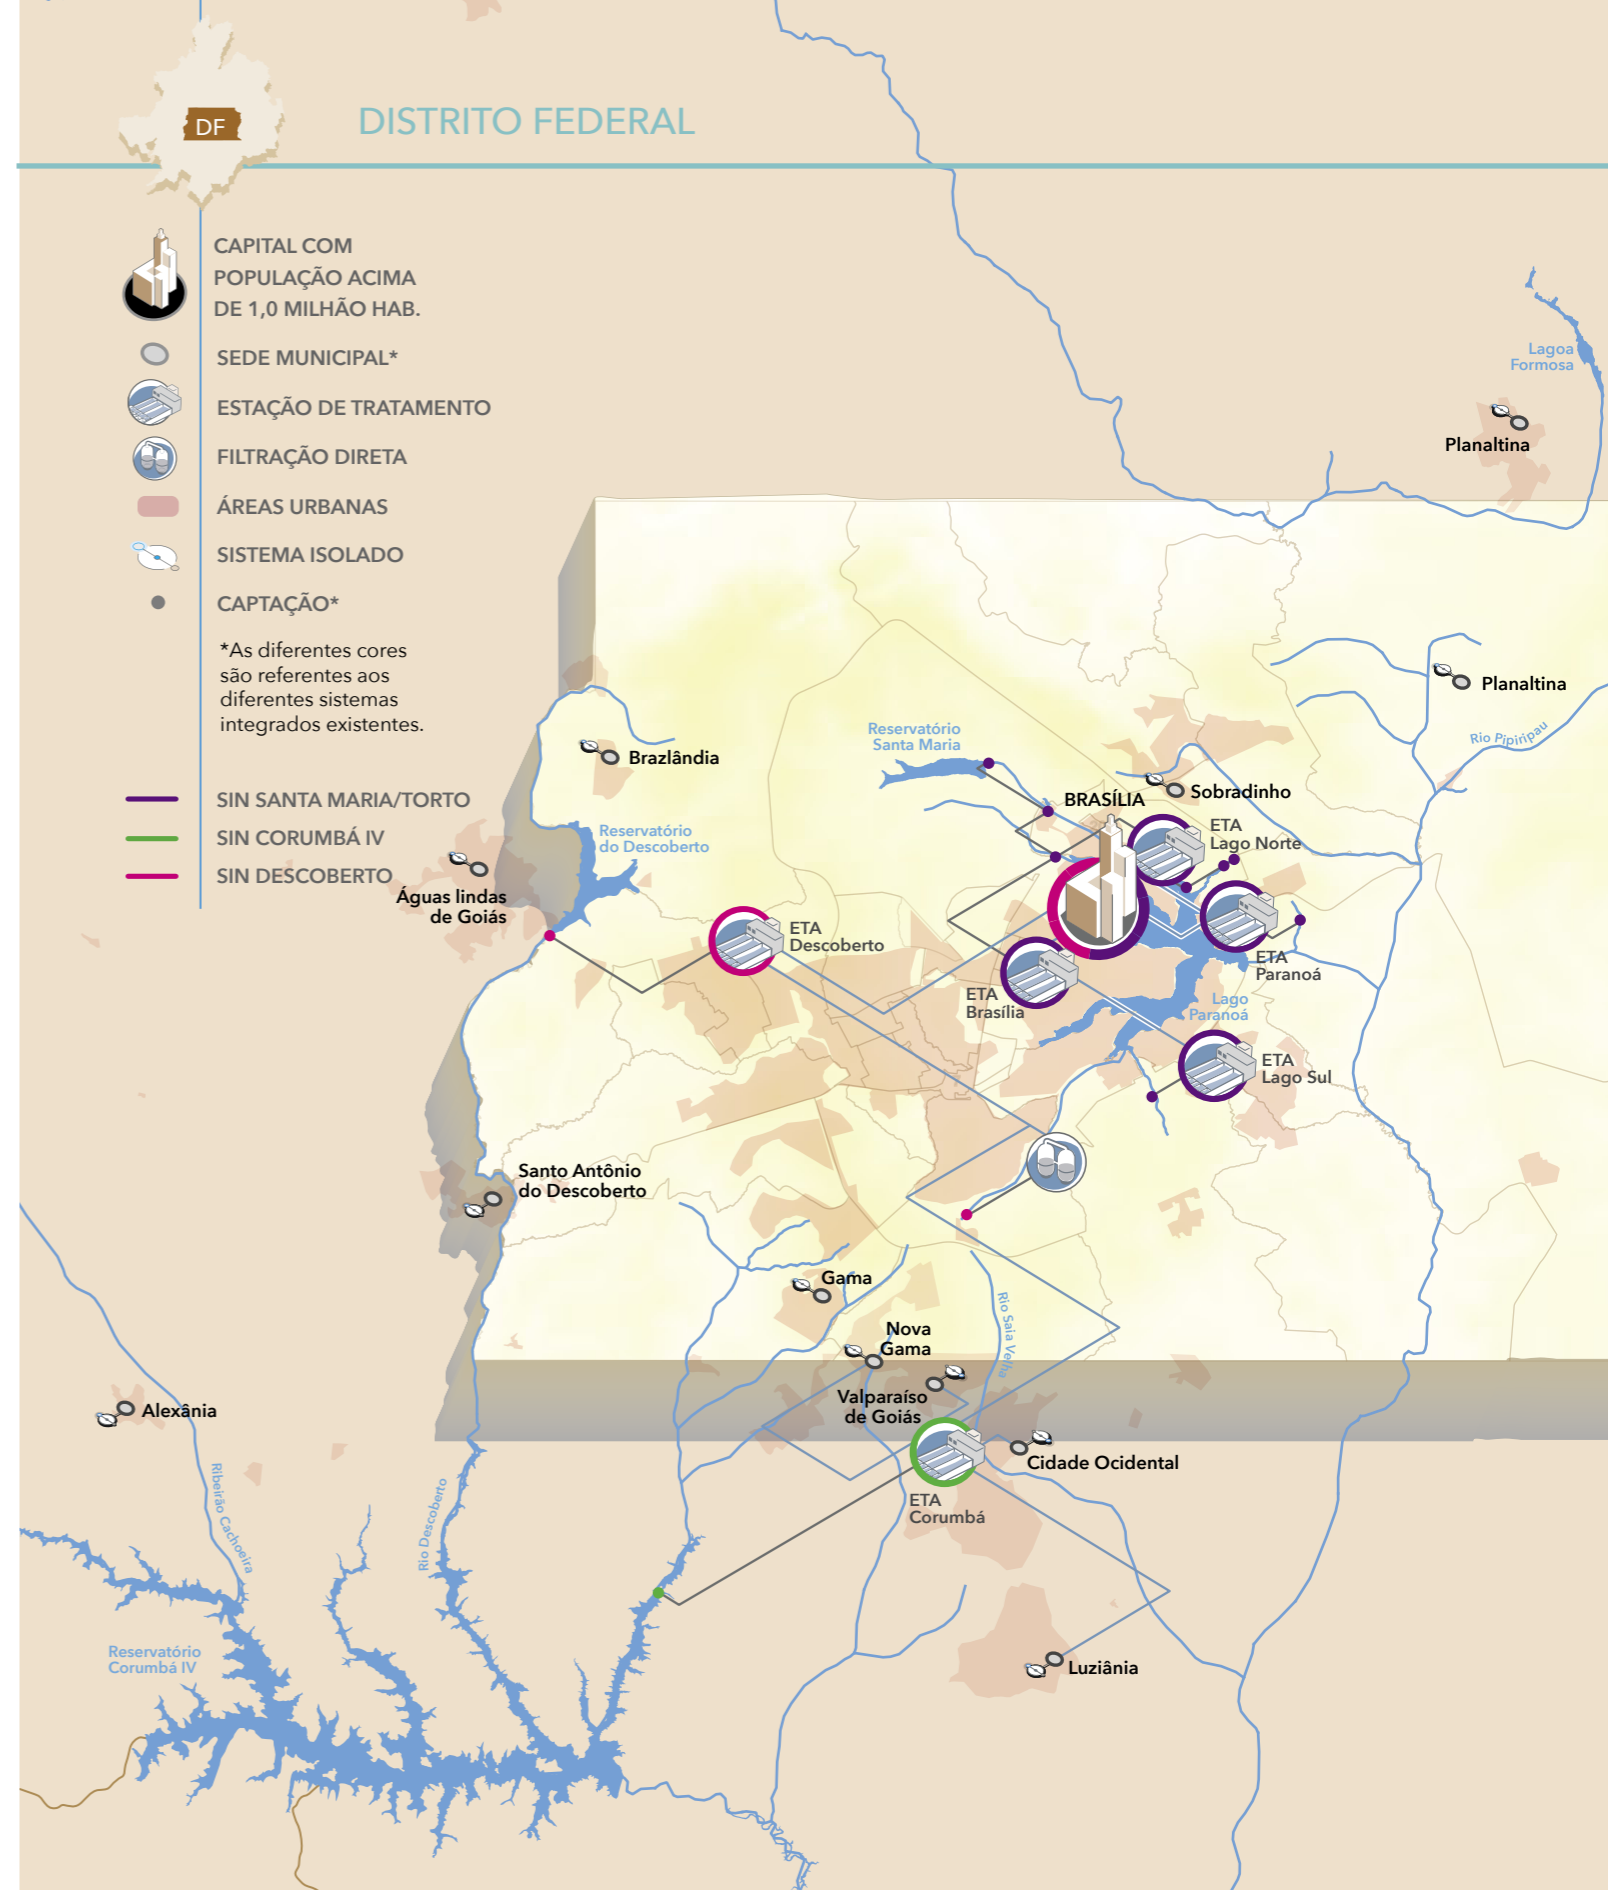 DF
DISTRITO FEDERAL
CAPITAL COM
POPULAÇÃO ACIMA
DE 1,0 MILHÃO HAB.
SEDE MUNICIPAL*
ESTAÇÃO DE TRATAMENTO
FILTRAÇÃO DIRETA
ÁREAS URBANAS
SISTEMA ISOLADO
CAPTAÇÃO*
*As diferentes cores
são referentes aos
diferentes sistemas
integrados existentes.
SIN SANTA MARIA/TORTO
SIN CORUMBÁ IV
SIN DESCOBERTO
Lagoa
Formosa
Planaltina
Planaltina
Rio Pipiripau
Reservatório
Santa Maria
Brazlândia
Sobradinho
BRASÍLIA
ETA
Lago Norte
Reservatório
do Descoberto
Águas lindas
de Goiás
ETA
Descoberto
ETA
Paranoá
ETA
Brasília
Lago
Paranoá
ETA
Lago Sul
Santo Antônio
do Descoberto
Gama
Rio Saia Velha
Nova
Gama
Valparaíso
de Goiás
Alexânia
Cidade Ocidental
Ribeirão Cachoeira
Rio Descoberto
ETA
Corumbá
Reservatório
Corumbá IV
Luziânia